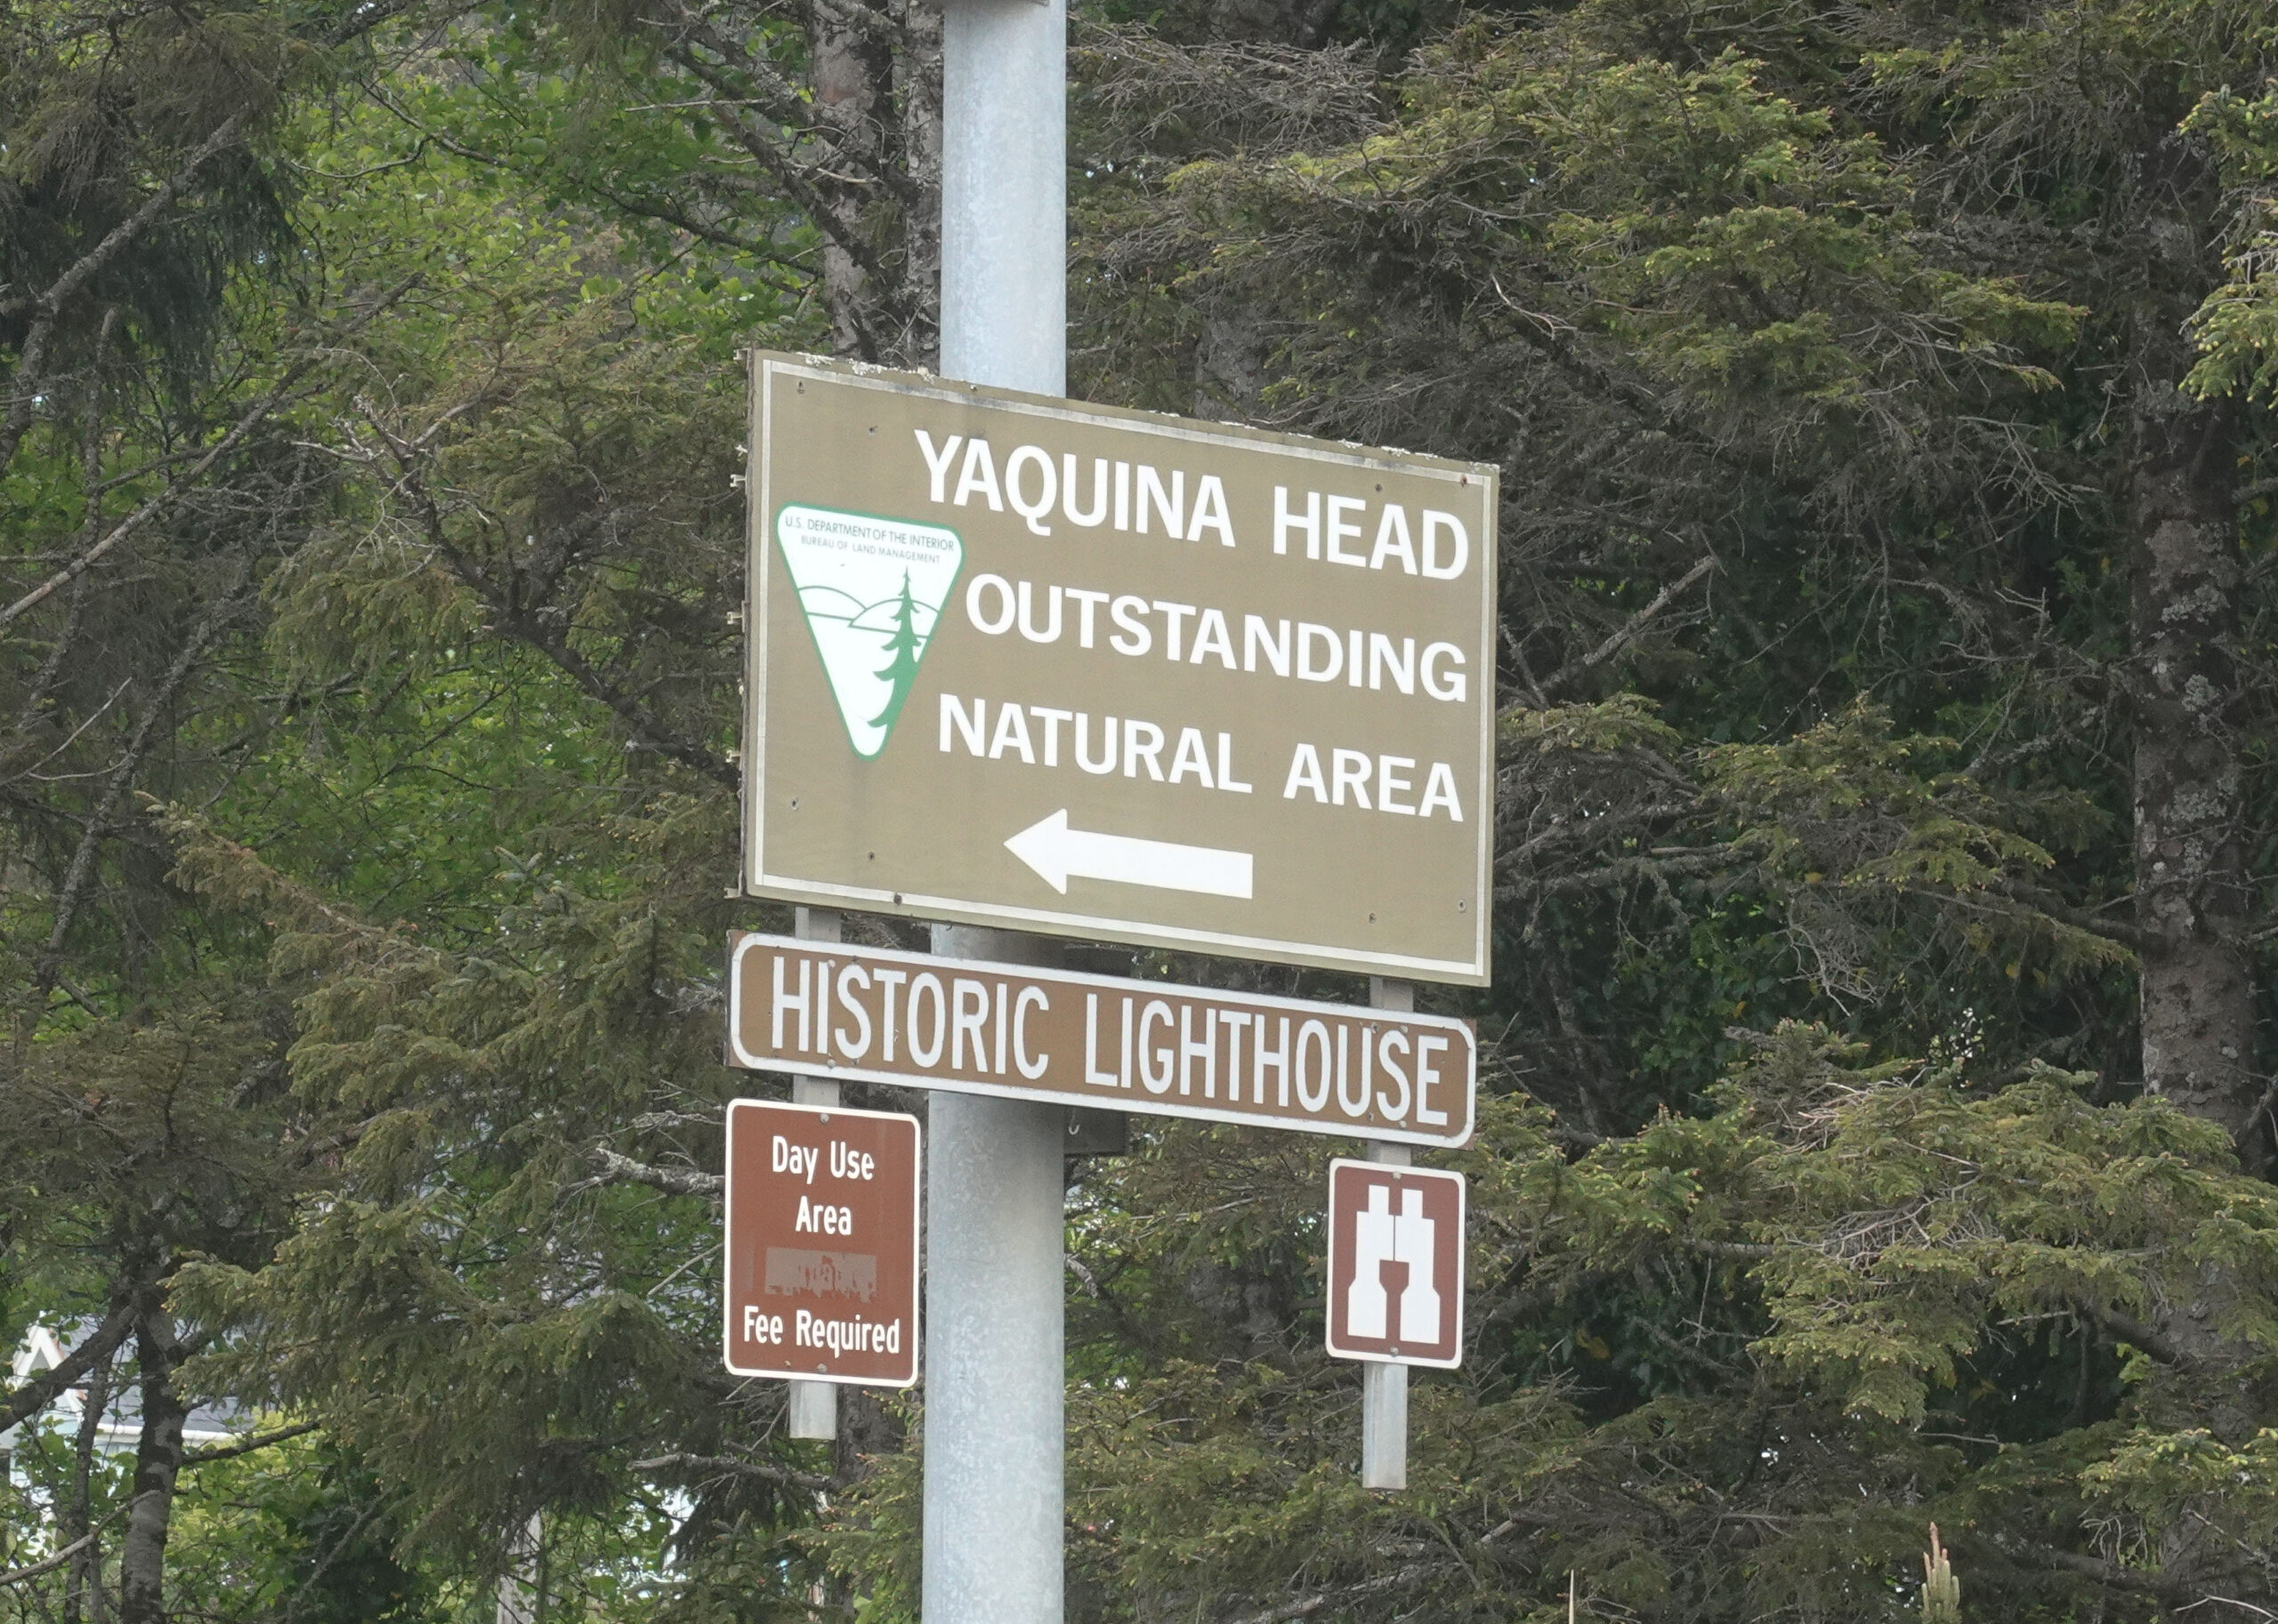 YAQUINA HEAD
U.S. DEPARTMENT OF THE INTERIOR
BUREAU OF LAND MANAGEMENT
OUTSTANDING
NATURAL AREA
HISTORIC LIGHTHOUSE
Day Use
Area
Fee Required